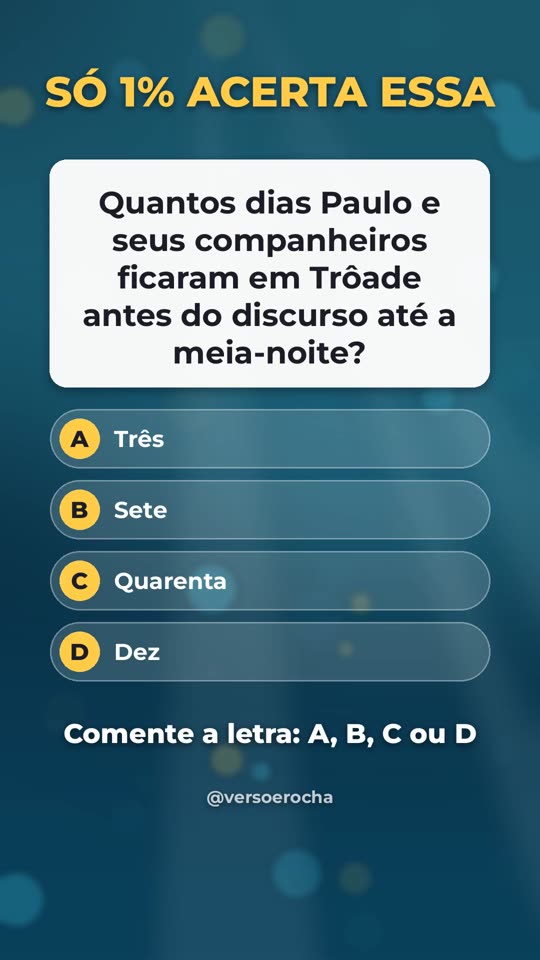 SÓ 1% ACERTA ESSA
Quantos dias Paulo e
seus companheiros
ficaram em Trôade
antes do discurso até a
meia-noite?
A Três
B Sete
C Quarenta
D Dez
Comente a letra: A, B, C ou D
@versoerocha